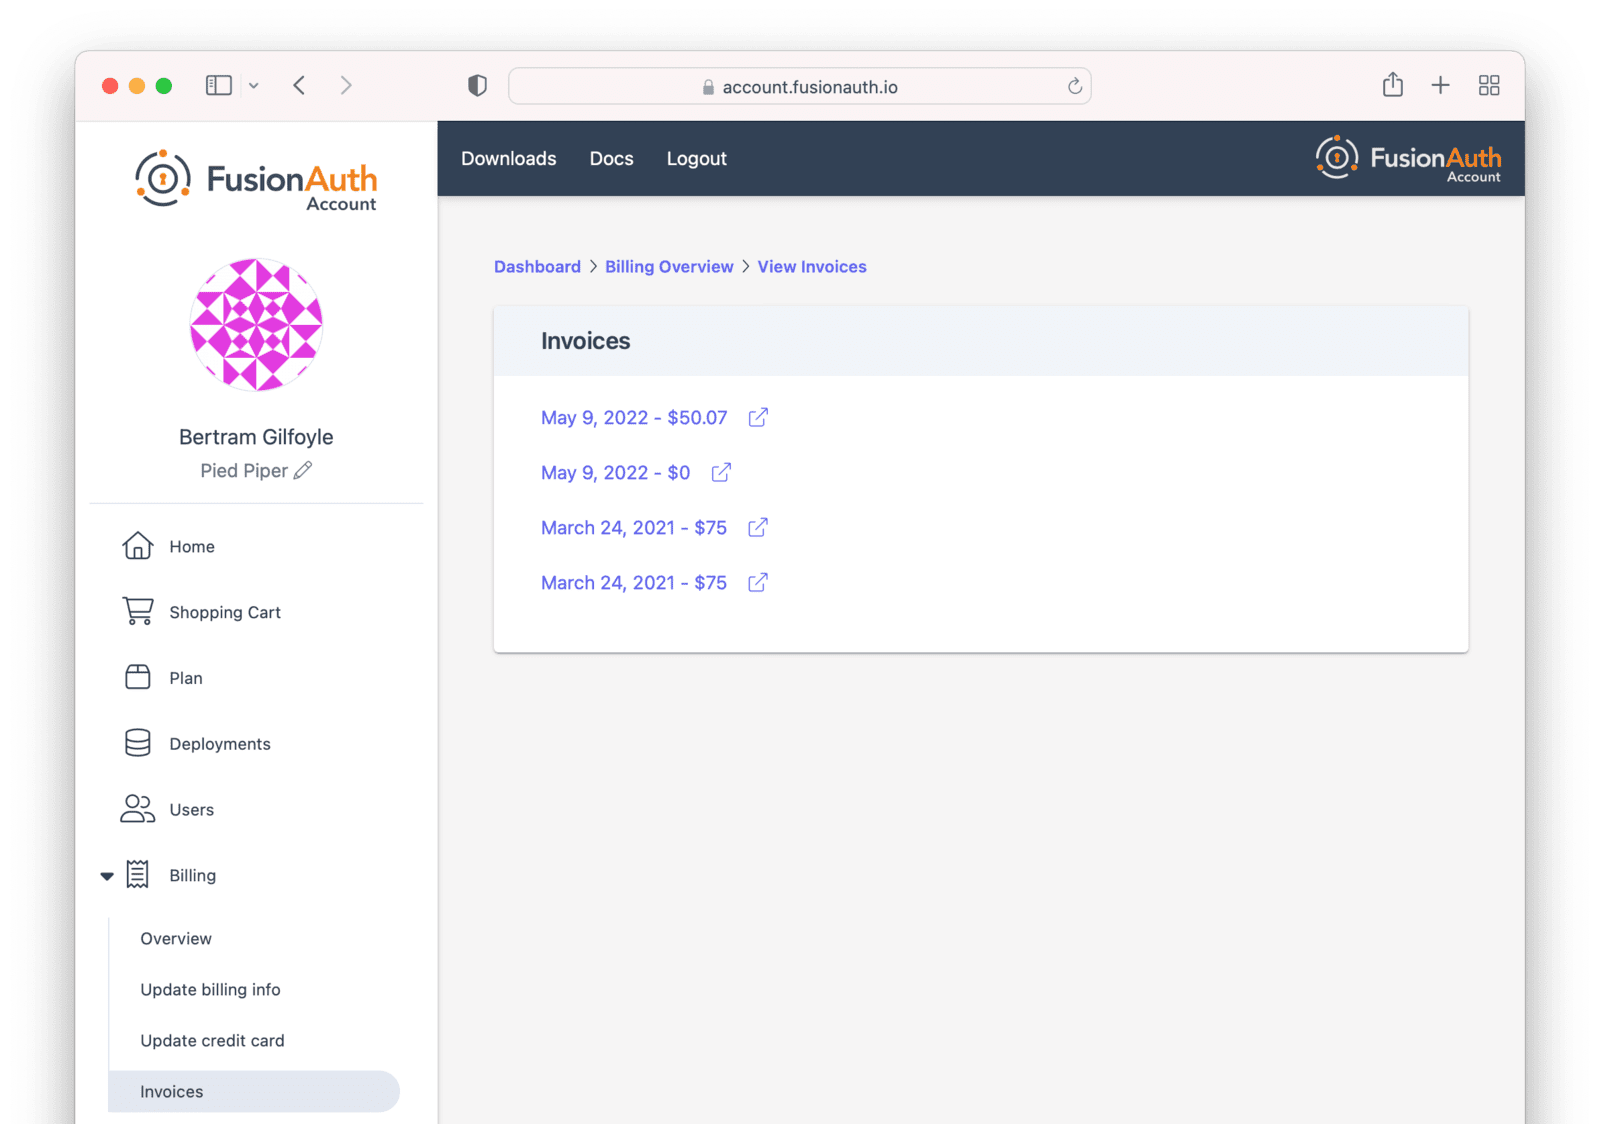 account.fusionauth.io
FusionAuth
Account
Downloads Docs Logout
FusionAuth
Account
Bertram Gilfoyle
Pied Piper
Home
Shopping Cart
Plan
Deployments
Users
Billing
Overview
Update billing info
Update credit card
Invoices
Dashboard > Billing Overview > View Invoices
Invoices
May 9, 2022 - $50.07
May 9, 2022 - $0
March 24, 2021 - $75
March 24, 2021 - $75